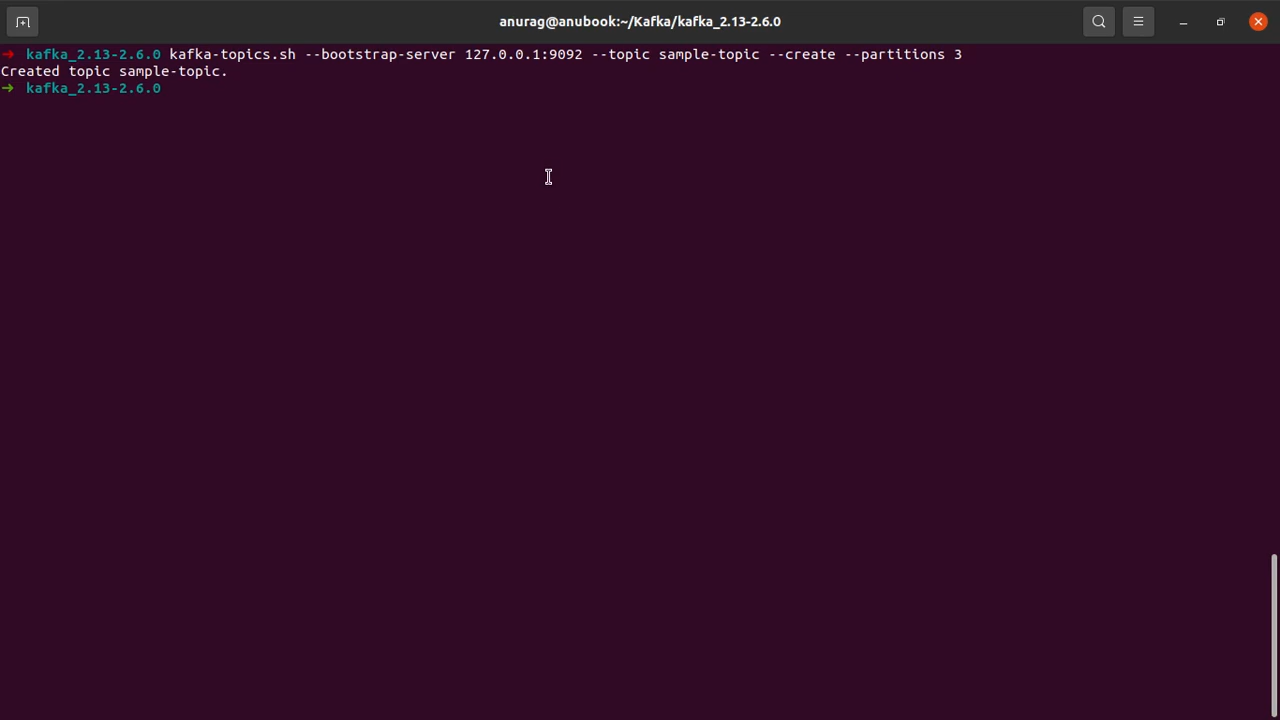 anurag@anubook:~/Kafka/kafka_2.13-2.6.0
➜ kafka_2.13-2.6.0 kafka-topics.sh --bootstrap-server 127.0.0.1:9092 --topic sample-topic --create --partitions 3
Created topic sample-topic.
➜ kafka_2.13-2.6.0